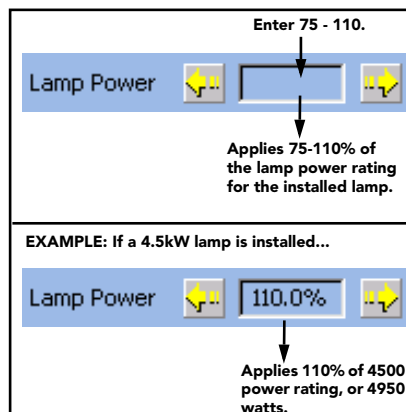 Enter 75 - 110.
Lamp Power
Applies 75-110% of
the lamp power rating
for the installed lamp.
EXAMPLE: If a 4.5kW lamp is installed...
Lamp Power 110.0%
Applies 110% of 4500
power rating, or 4950
watts.